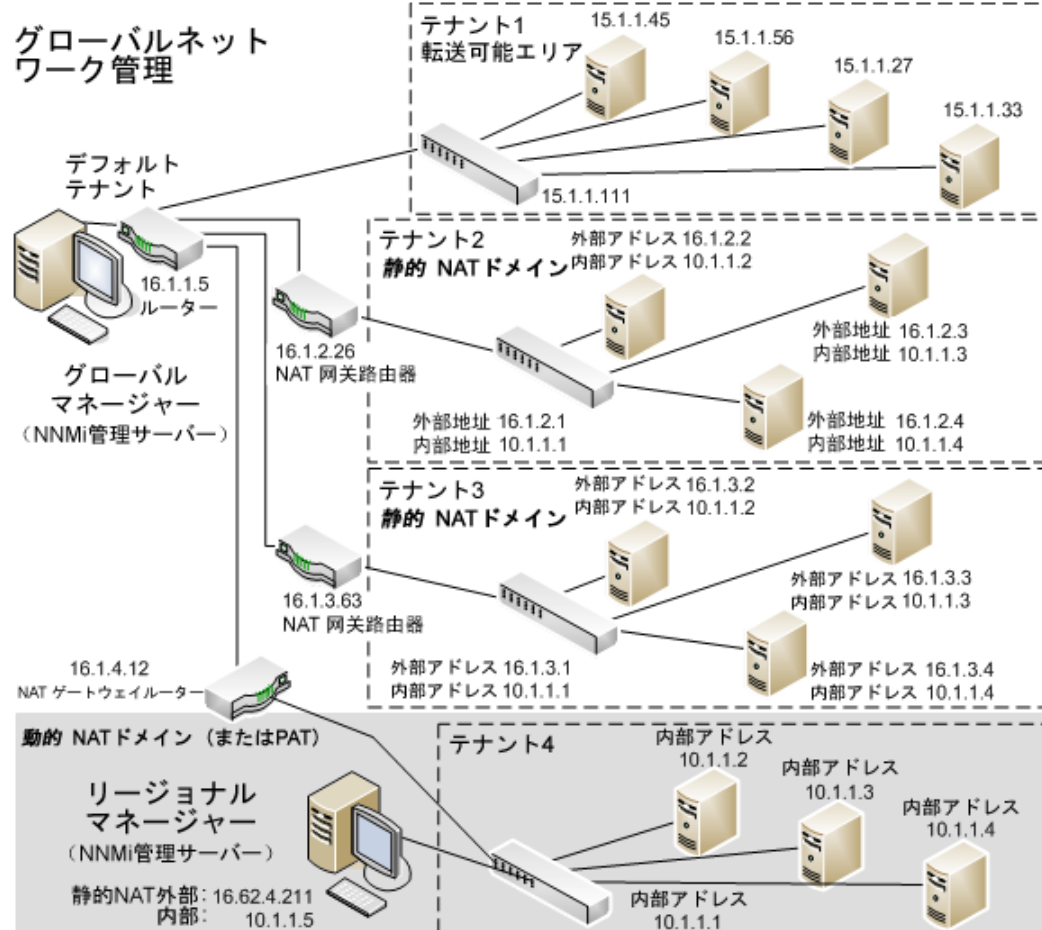 グローバルネット
ワーク管理
テナント1
転送可能エリア
15.1.1.45
15.1.1.56
15.1.1.27
15.1.1.33
15.1.1.111
デフォルト
テナント
16.1.1.5
ルーター
グローバル
マネージャー
(NNMi管理サーバー)
テナント2
静的 NATドメイン
外部アドレス 16.1.2.2
内部アドレス 10.1.1.2
16.1.2.26
NAT 网关路由器
外部地址 16.1.2.3
内部地址 10.1.1.3
外部地址 16.1.2.1
内部地址 10.1.1.1
外部地址 16.1.2.4
内部地址 10.1.1.4
テナント3
静的 NATドメイン
外部アドレス 16.1.3.2
内部アドレス 10.1.1.2
16.1.3.63
NAT 网关路由器
外部アドレス 16.1.3.3
内部アドレス 10.1.1.3
外部アドレス 16.1.3.1
内部アドレス 10.1.1.1
外部アドレス 16.1.3.4
内部アドレス 10.1.1.4
16.1.4.12
NAT ゲートウェイルーター
動的 NATドメイン (またはPAT)
リージョナル
マネージャー
(NNMi管理サーバー)
静的NAT外部: 16.62.4.211
内部: 10.1.1.5
テナント4
内部アドレス
10.1.1.2
内部アドレス
10.1.1.3
内部アドレス
10.1.1.4
内部アドレス
10.1.1.1